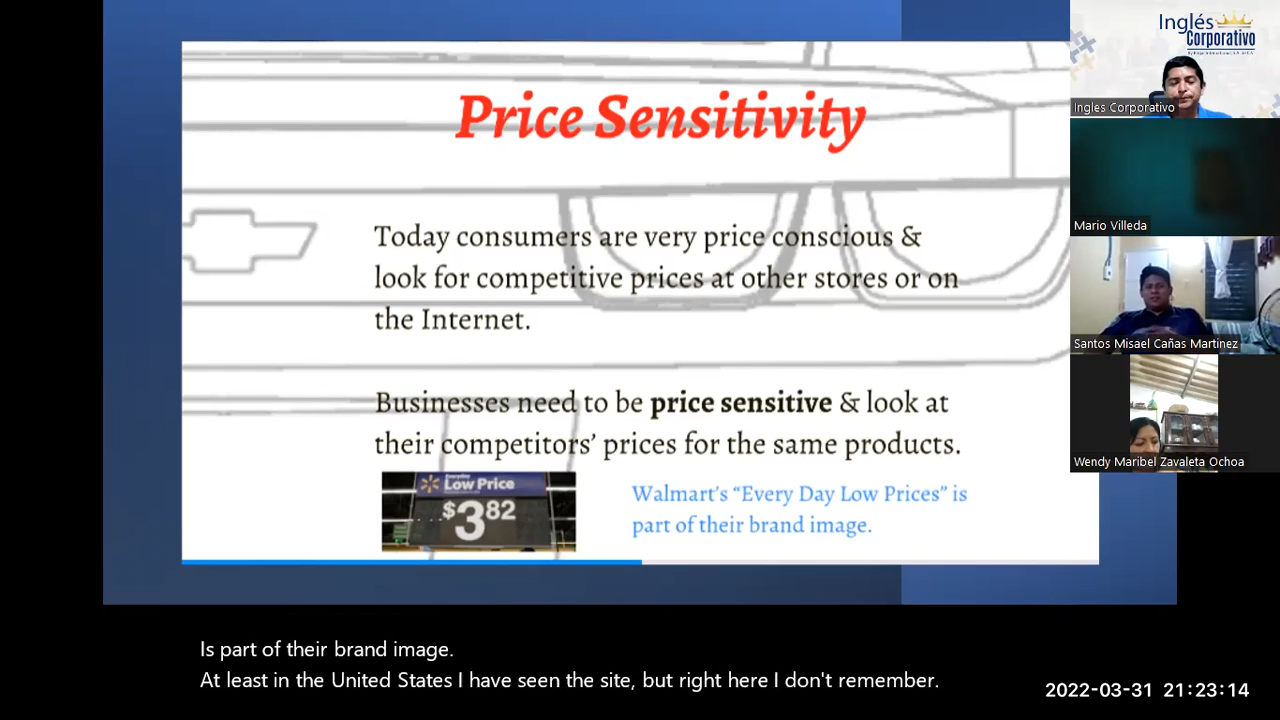 Price Sensitivity
Today consumers are very price conscious &
look for competitive prices at other stores or on
the Internet.
Businesses need to be price sensitive & look at
their competitors’ prices for the same products.
Everyday
Low Price
$3 82
Walmart’s “Every Day Low Prices” is
part of their brand image.
Inglés
Corporativo
Ingles Corporativo
Mario Villeda
Santos Misael Cañas Martinez
Wendy Maribel Zavaleta Ochoa
Is part of their brand image.
At least in the United States I have seen the site, but right here I don't remember.
2022-03-31 21:23:14